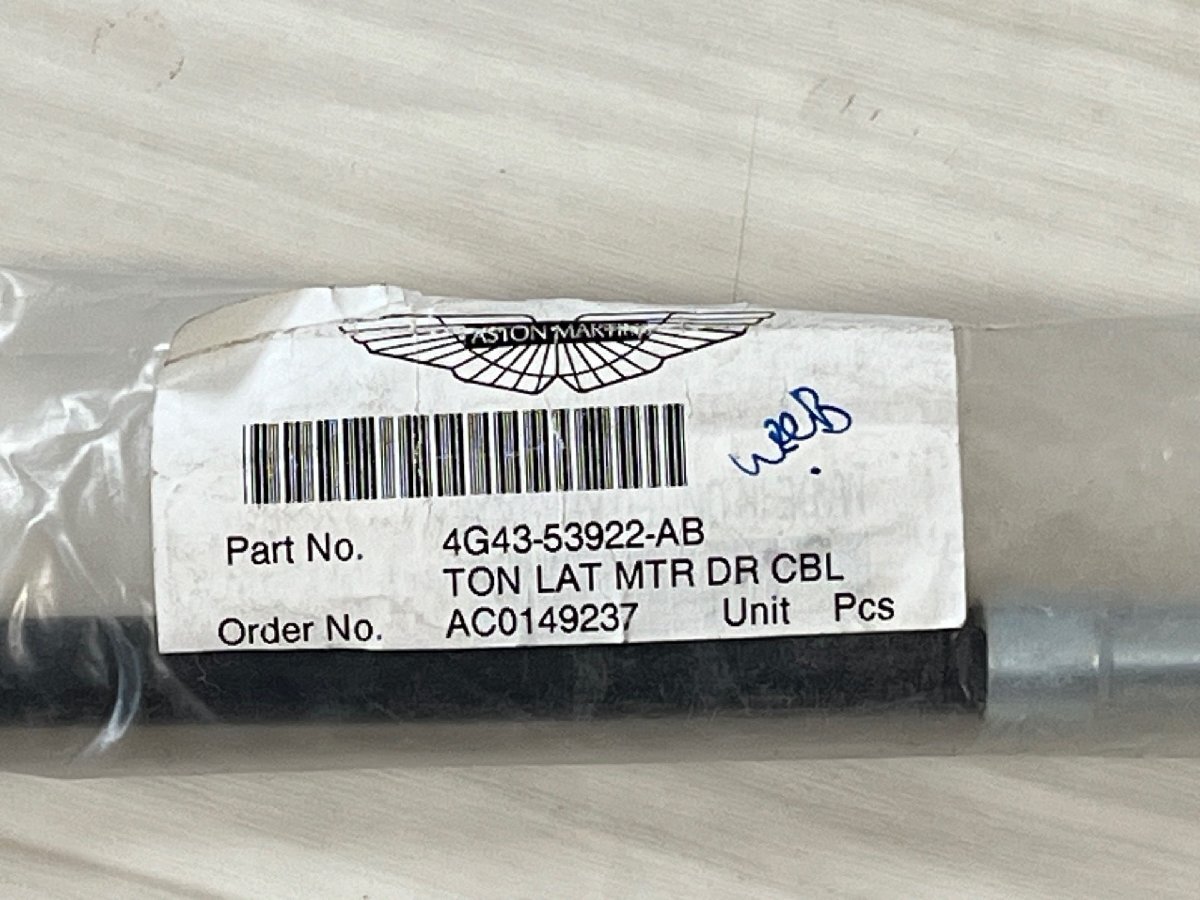 ASTON MARTIN
Part No. 4G43-53922-AB
TON LAT MTR DR CBL
Order No. AC0149237 Unit Pcs